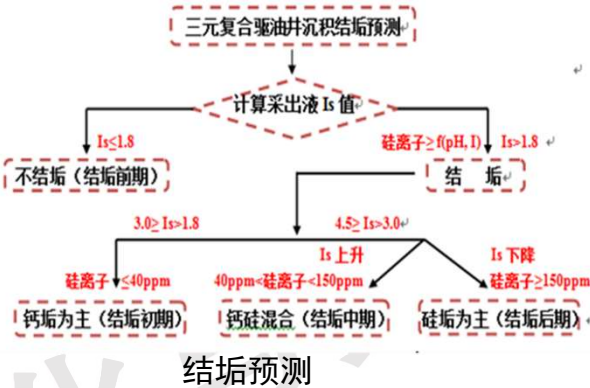 三元复合驱油井沉积结垢预测
计算采出液 Is 值
Is≤1.8
硅离子≥f(pH, I) Is>1.8
不结垢（结垢前期）
结 垢
3.0≥ Is>1.8
4.5≥ Is>3.0
Is 上升
Is 下降
硅离子 ≤40ppm
40ppm<硅离子<150ppm
硅离子≥150ppm
钙垢为主（结垢初期）
钙硅混合（结垢中期）
硅垢为主（结垢后期）
结垢预测